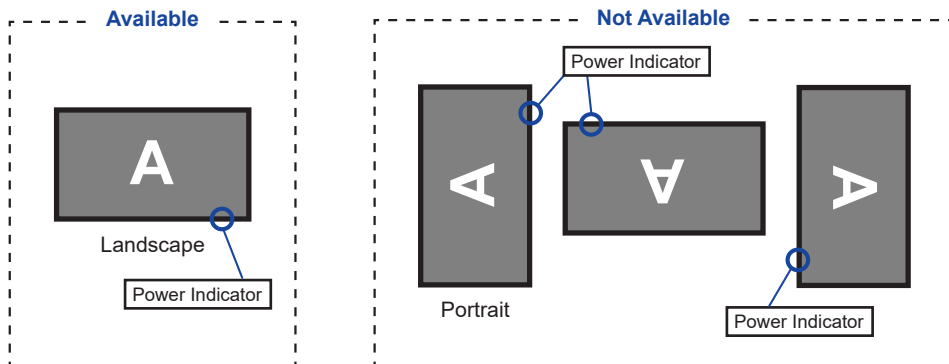 Available
A
Landscape
Power Indicator
Not Available
Power Indicator
A
A
A
Portrait
Power Indicator